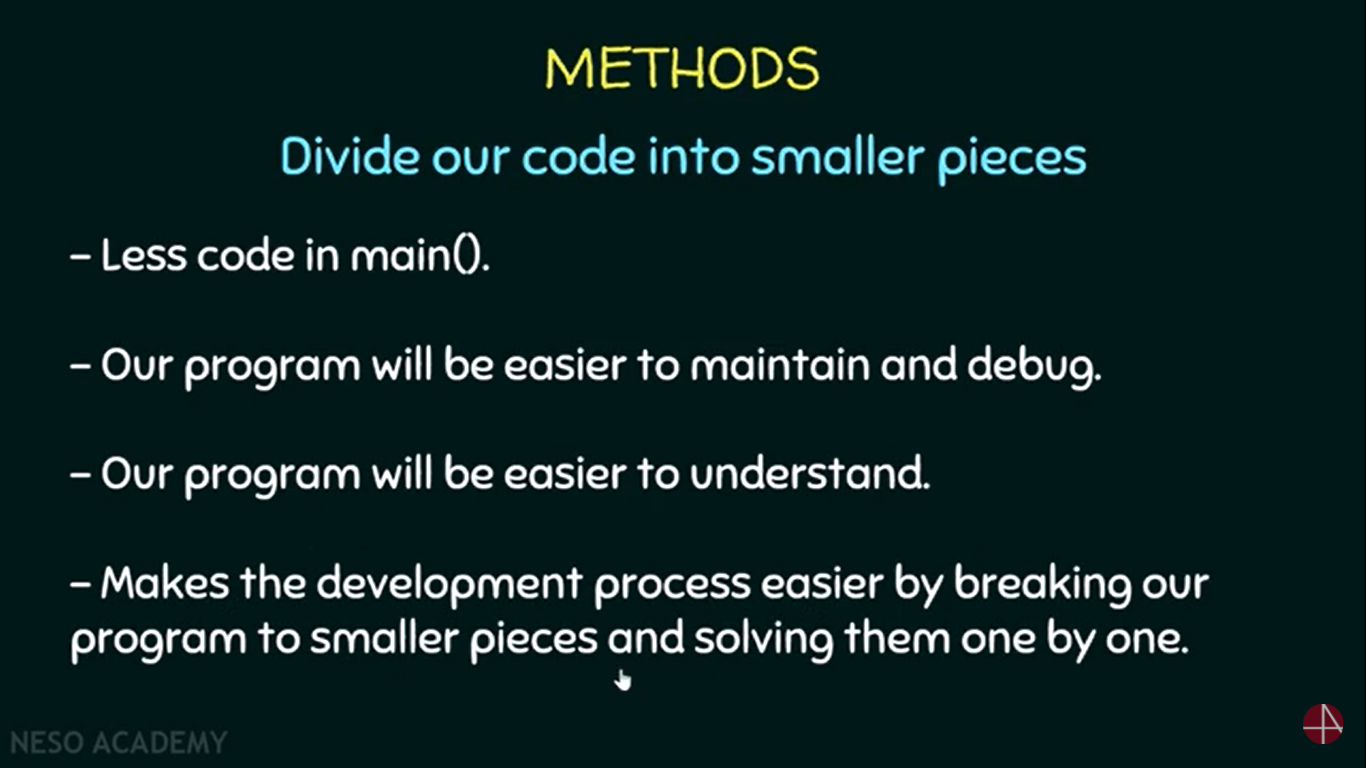 METHODS
Divide our code into smaller pieces
- Less code in main().
- Our program will be easier to maintain and debug.
- Our program will be easier to understand.
- Makes the development process easier by breaking our
program to smaller pieces and solving them one by one.
NESO ACADEMY